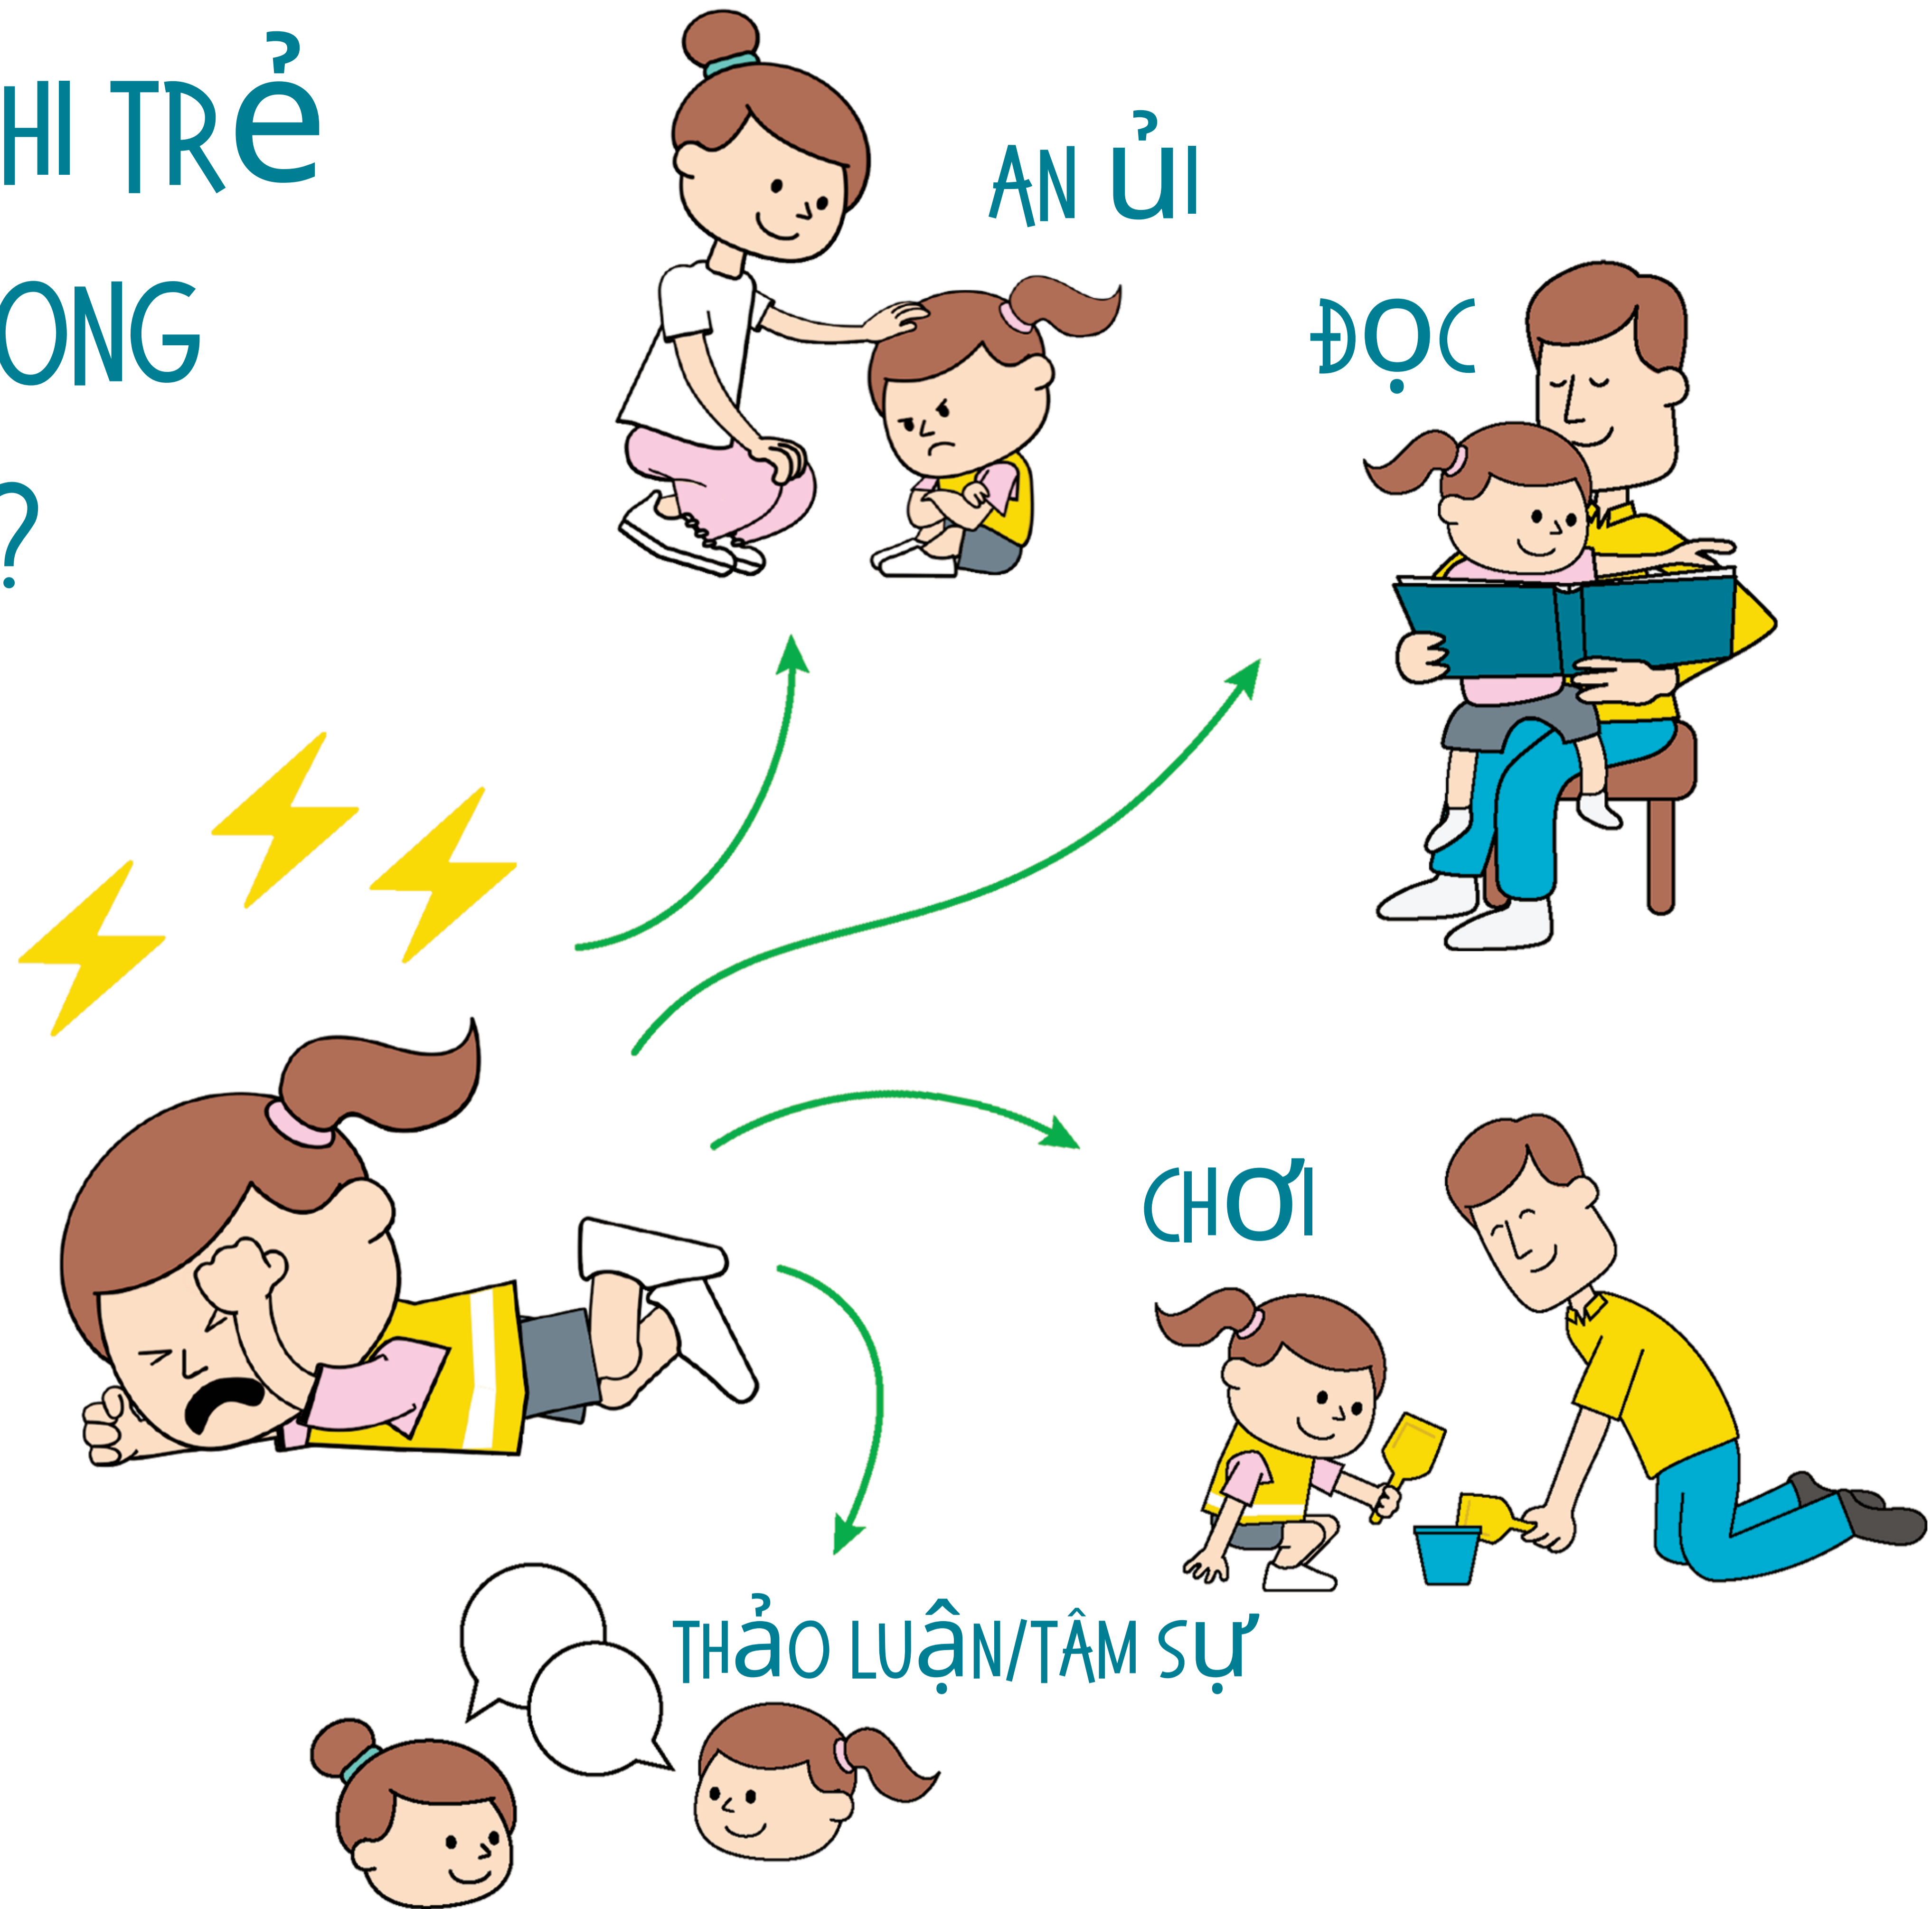 HI TRẺ
ONG
?
AN ỦI
ĐỌC
CHƠI
THẢO LUẬN/TÂM SỰ